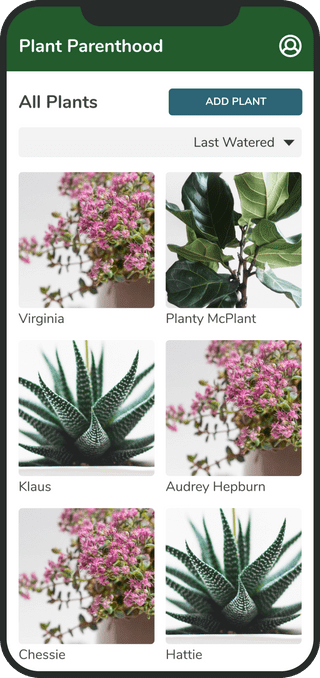 Plant Parenthood
All Plants
ADD PLANT
Last Watered
Virginia
Planty McPlant
Klaus
Audrey Hepburn
Chessie
Hattie